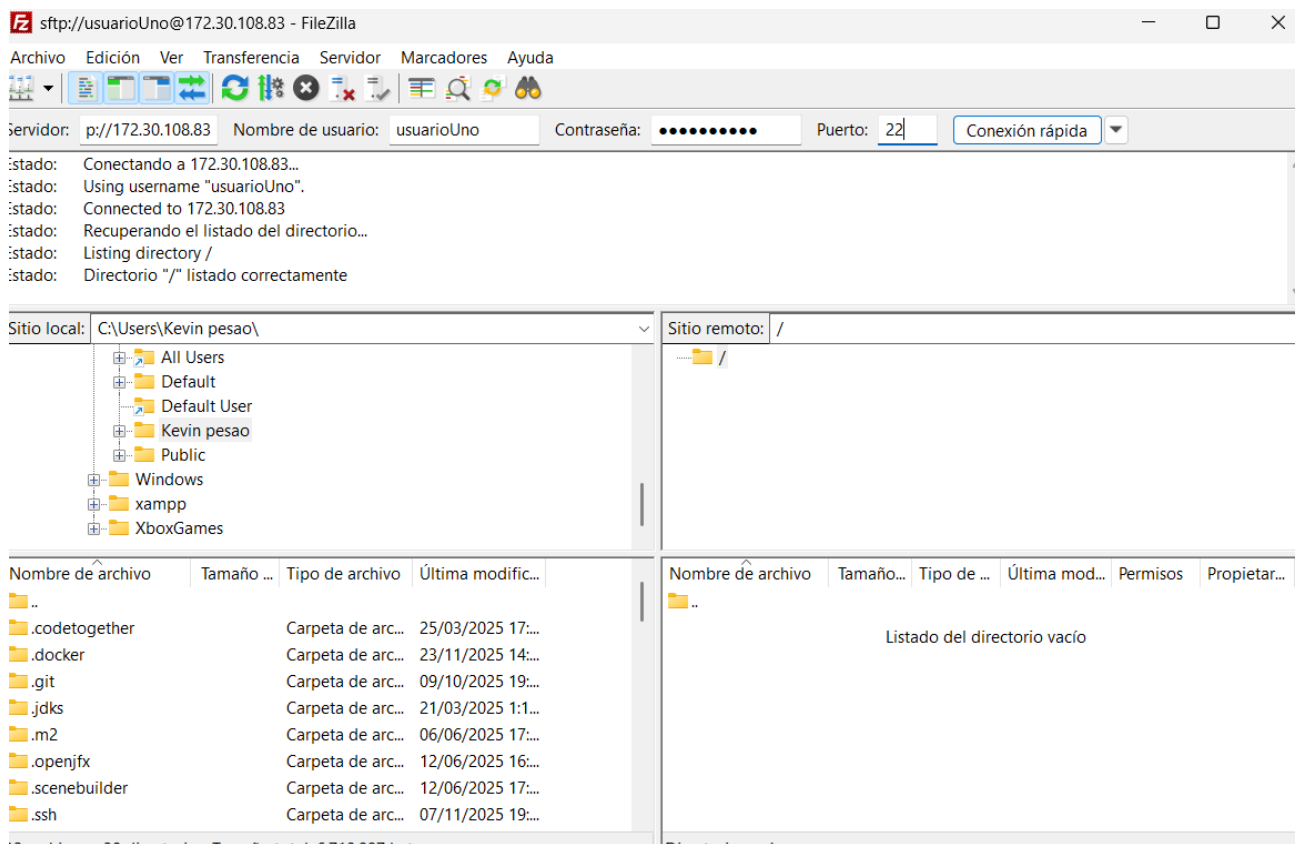 sftp://usuarioUno@172.30.108.83 - FileZilla
Archivo Edición Ver Transferencia Servidor Marcadores Ayuda
Servidor: p://172.30.108.83 Nombre de usuario: usuarioUno Contraseña: ●●●●●●●●●● Puerto: 22 Conexión rápida
Estado: Conectando a 172.30.108.83...
Estado: Using username "usuarioUno".
Estado: Connected to 172.30.108.83
Estado: Recuperando el listado del directorio...
Estado: Listing directory /
Estado: Directorio "/" listado correctamente
Sitio local: C:\Users\Kevin pesao\
All Users
Default
Default User
Kevin pesao
Public
Windows
xampp
XboxGames
Sitio remoto: /
/
Nombre de archivo Tamaño ... Tipo de archivo Última modific...
..
.codetogether Carpeta de arc... 25/03/2025 17:...
.docker Carpeta de arc... 23/11/2025 14:...
.git Carpeta de arc... 09/10/2025 19:...
.jdks Carpeta de arc... 21/03/2025 1:1...
.m2 Carpeta de arc... 06/06/2025 17:...
.openjfx Carpeta de arc... 12/06/2025 16:...
.scenebuilder Carpeta de arc... 12/06/2025 17:...
.ssh Carpeta de arc... 07/11/2025 19:...
Nombre de archivo Tamaño... Tipo de ... Última mod... Permisos Propietar...
..
Listado del directorio vacío